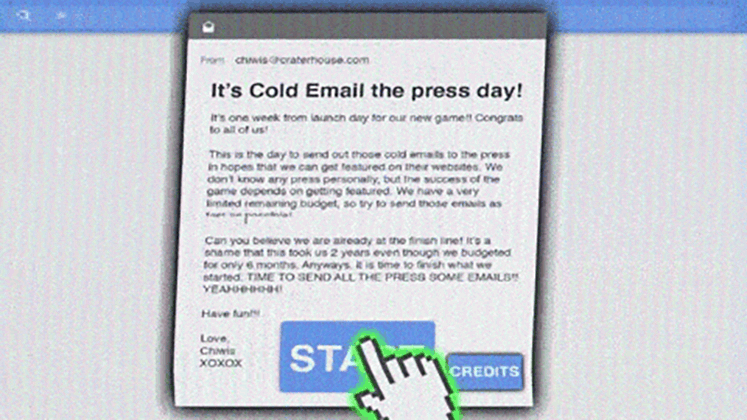 From chiwis@craterhouse.com
It's Cold Email the press day!
It's one week from launch day for our new game!! Congrats
to all of us!
This is the day to send out those cold emails to the press
in hopes that we can get featured on their websites. We
don't know any press personally, but the success of the
game depends on getting featured. We have a very
limited remaining budget, so try to send those emails as
Can you believe we are already at the finish line! It's a
shame that this took us 2 years even though we budgeted
for only 6 months. Anyways, it is time to finish what we
started. TIME TO SEND ALL THE PRESS SOME EMAILS!!
YEAHHHHHH!
Have fun!!!
Love,
Chiwis
XOXOX
CREDITS